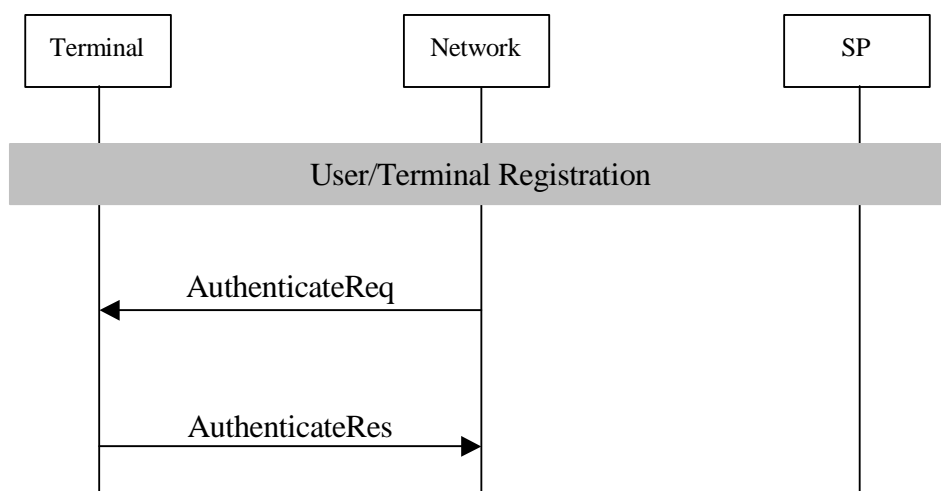 Terminal
Network
SP
User/Terminal Registration
AuthenticateReq
AuthenticateRes